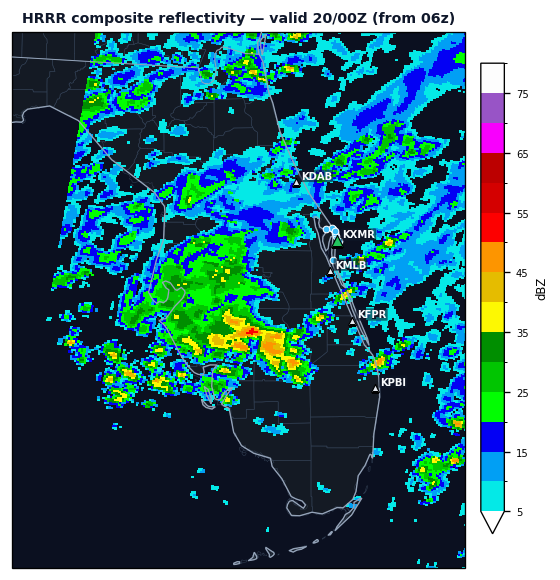 HRRR composite reflectivity — valid 20/00Z (from 06z)
KDAB
KXMR
KMLB
KFPR
KPBI
75
65
55
45
35
25
15
5
dBZ